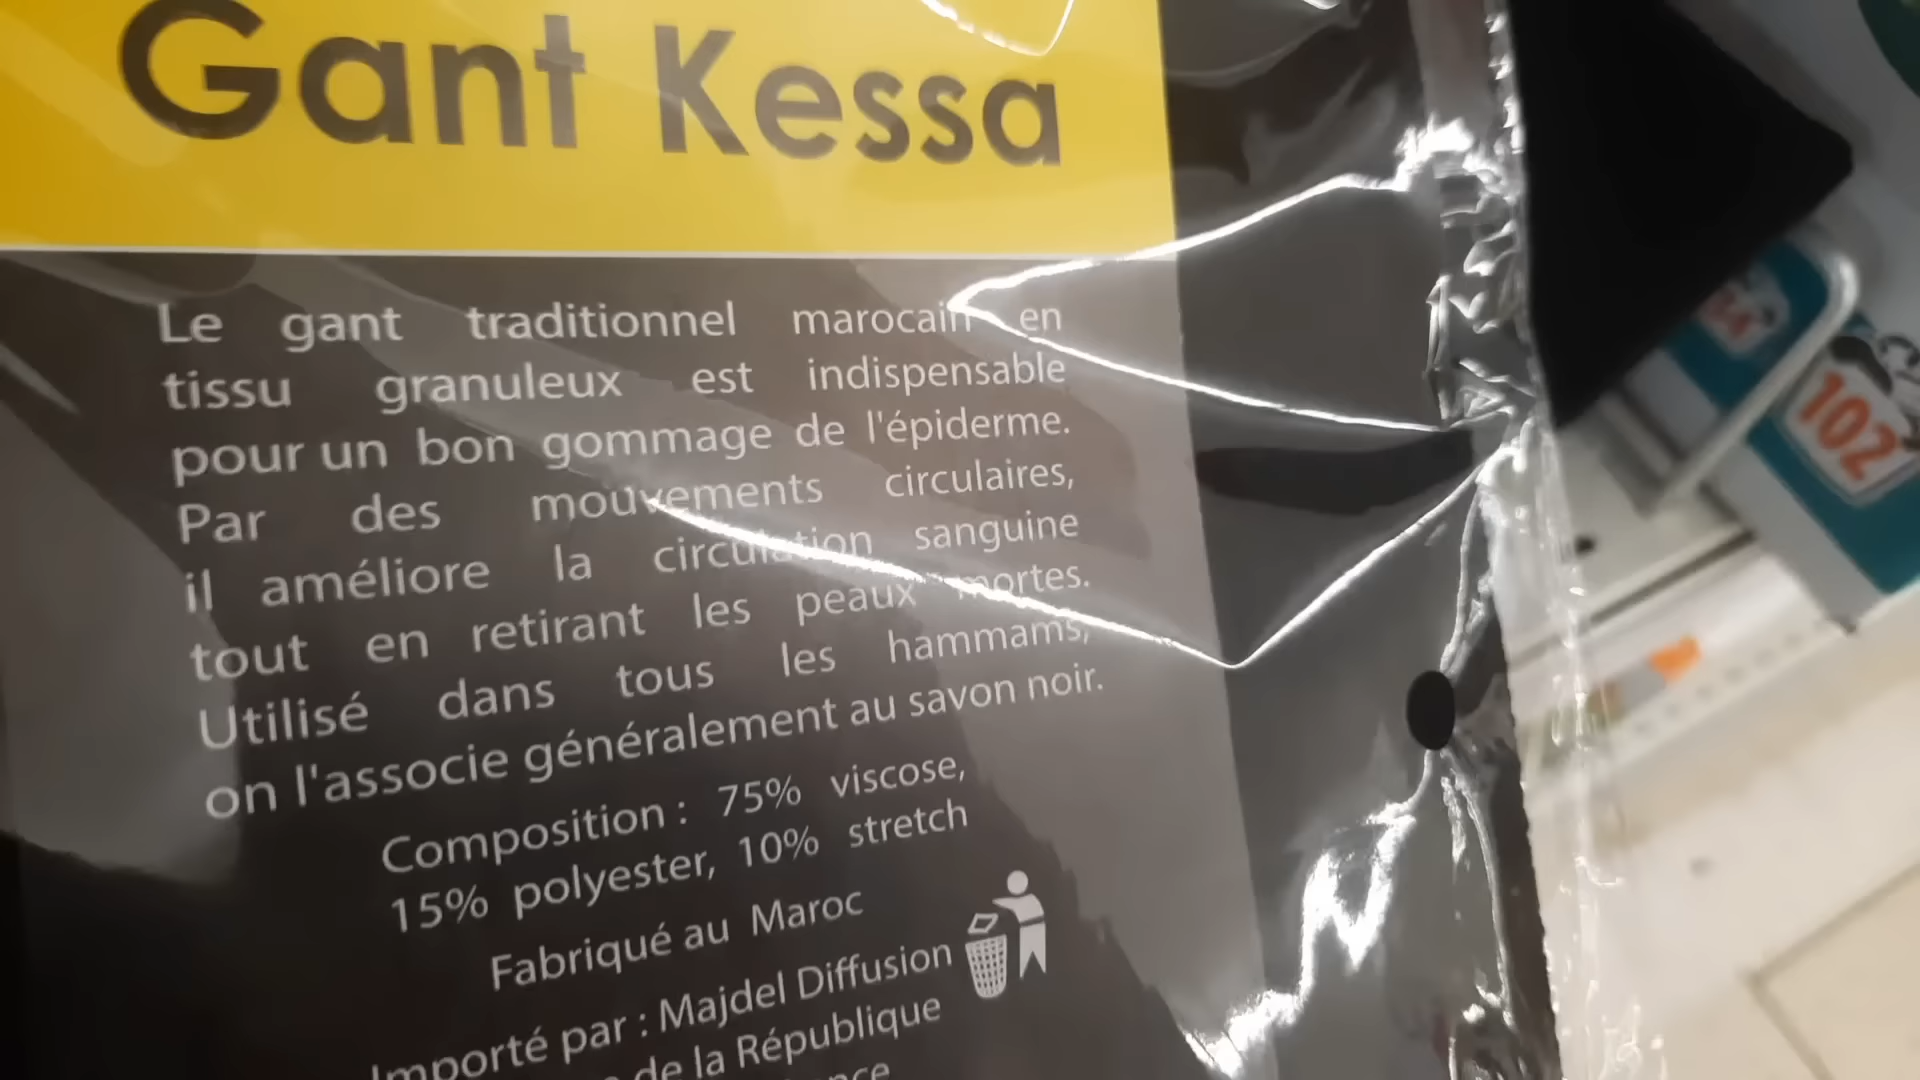 Gant Kessa
Le gant traditionnel marocain en
tissu granuleux est indispensable
pour un bon gommage de l'épiderme.
Par des mouvements circulaires,
il améliore la circulation sanguine
tout en retirant les peaux mortes.
Utilisé dans tous les hammams,
on l'associe généralement au savon noir.
Composition : 75% viscose,
15% polyester, 10% stretch
Fabriqué au Maroc
Importé par : Majdel Diffusion
de la République
102